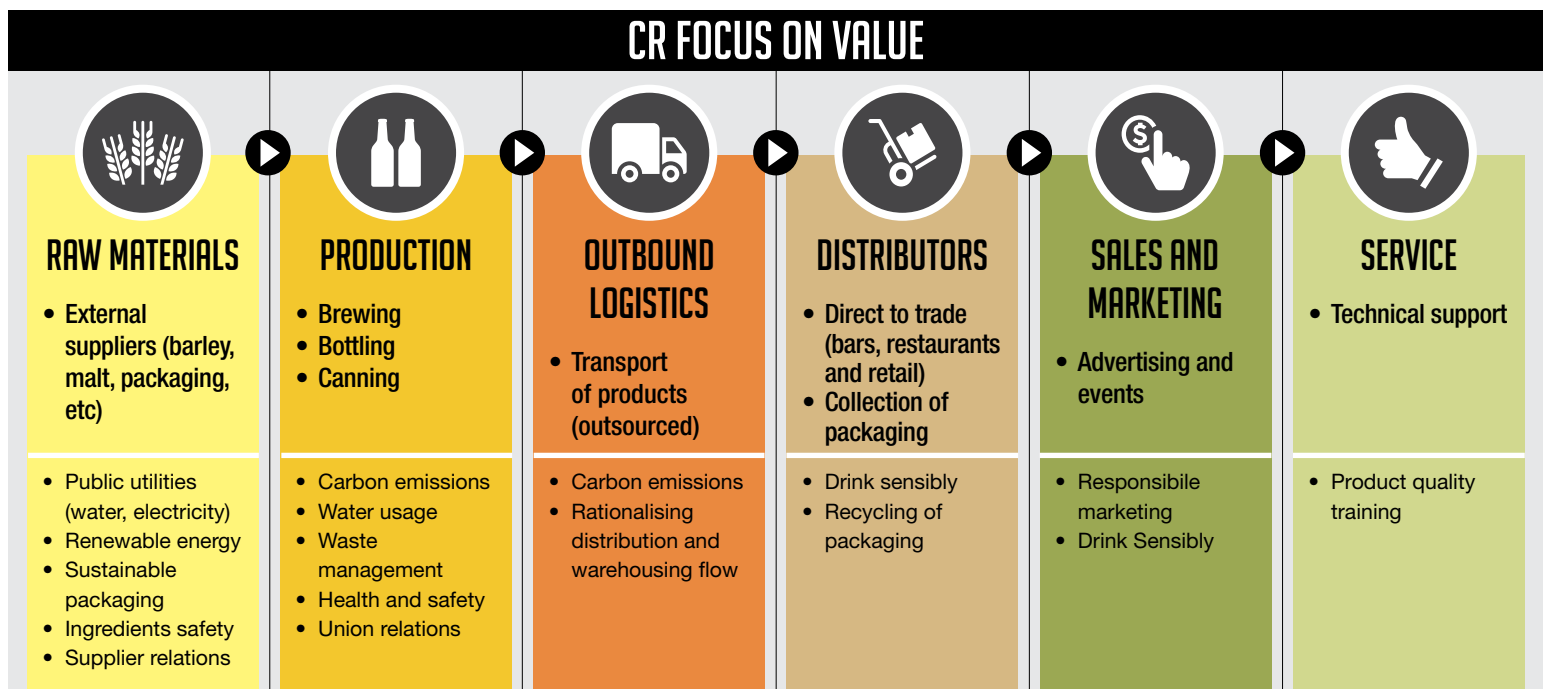 CR FOCUS ON VALUE
RAW MATERIALS
• External
suppliers (barley,
malt, packaging,
etc)
• Public utilities
(water, electricity)
• Renewable energy
• Sustainable
packaging
• Ingredients safety
• Supplier relations
PRODUCTION
• Brewing
• Bottling
• Canning
• Carbon emissions
• Water usage
• Waste
management
• Health and safety
• Union relations
OUTBOUND
LOGISTICS
• Transport
of products
(outsourced)
• Carbon emissions
• Rationalising
distribution and
warehousing flow
DISTRIBUTORS
• Direct to trade
(bars, restaurants
and retail)
• Collection of
packaging
• Drink sensibly
• Recycling of
packaging
$
SALES AND
MARKETING
• Advertising and
events
• Responsibile
marketing
• Drink Sensibly
SERVICE
• Technical support
• Product quality
training